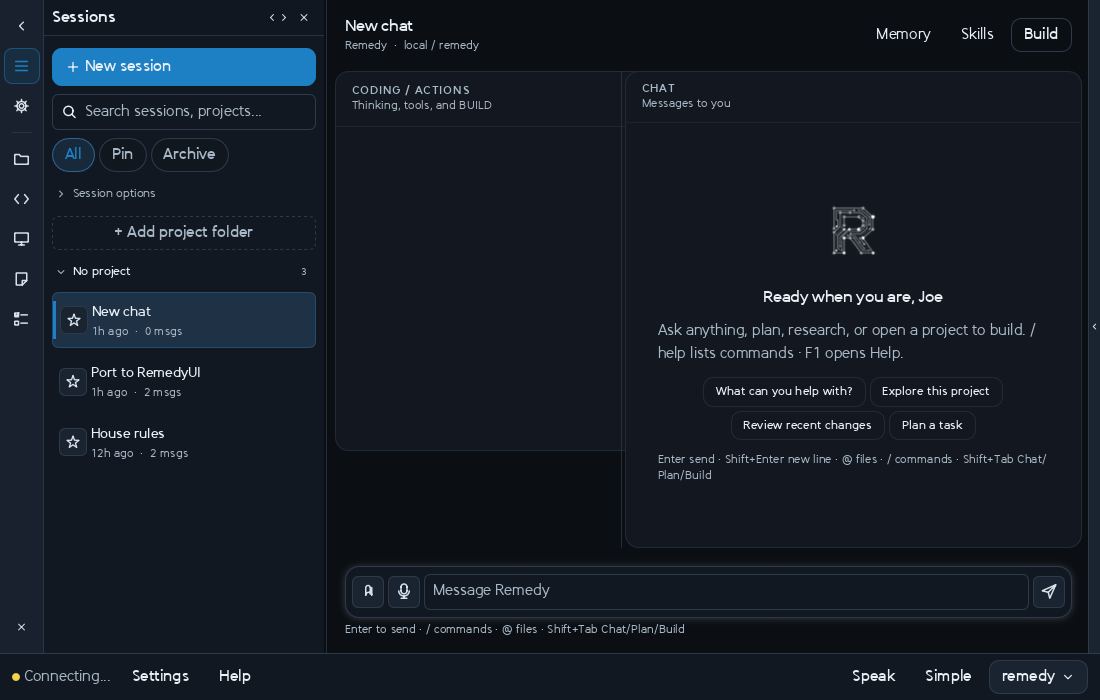 Sessions
New session
Search sessions, projects...
All
Pin
Archive
Session options
+ Add project folder
No project
3
New chat
1h ago · 0 msgs
Port to RemedyUI
1h ago · 2 msgs
House rules
12h ago · 2 msgs
New chat
Remedy · local / remedy
Memory
Skills
Build
CODING / ACTIONS
Thinking, tools, and BUILD
CHAT
Messages to you
R
Ready when you are, Joe
Ask anything, plan, research, or open a project to build. /
help lists commands · F1 opens Help.
What can you help with?
Explore this project
Review recent changes
Plan a task
Enter send · Shift+Enter new line · @ files · / commands · Shift+Tab Chat/
Plan/Build
Message Remedy
Enter to send · / commands · @ files · Shift+Tab Chat/Plan/Build
Connecting...
Settings
Help
Speak
Simple
remedy